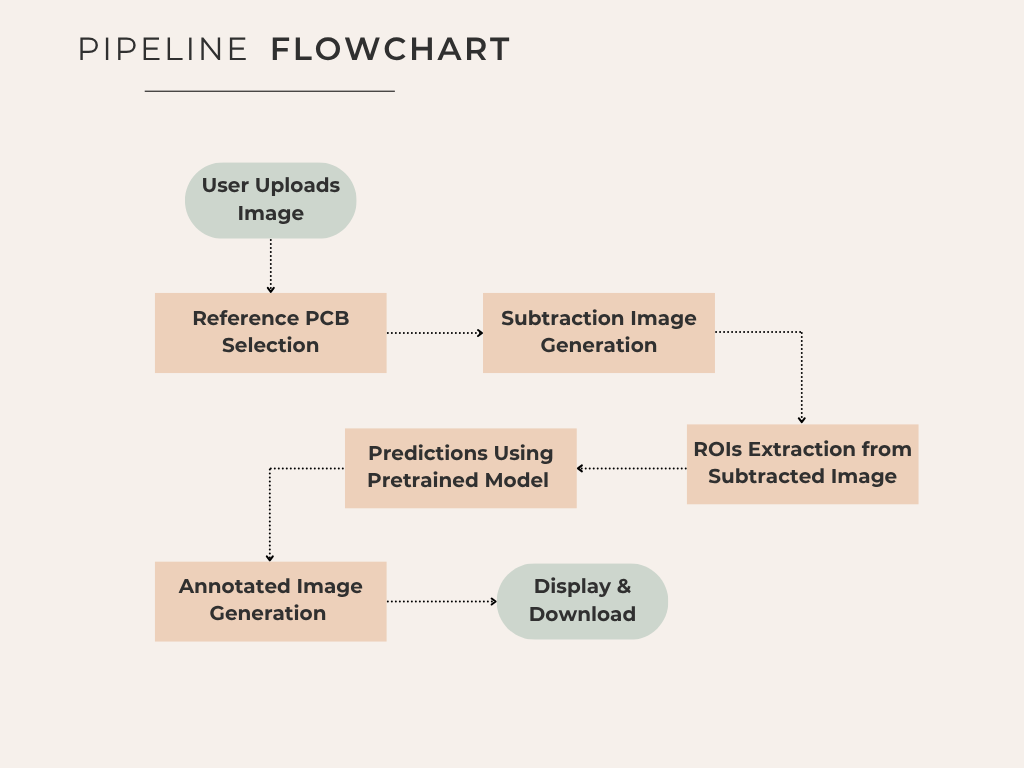 PIPELINE FLOWCHART
User Uploads
Image
Reference PCB
Selection
Subtraction Image
Generation
ROIs Extraction from
Subtracted Image
Predictions Using
Pretrained Model
Annotated Image
Generation
Display &
Download